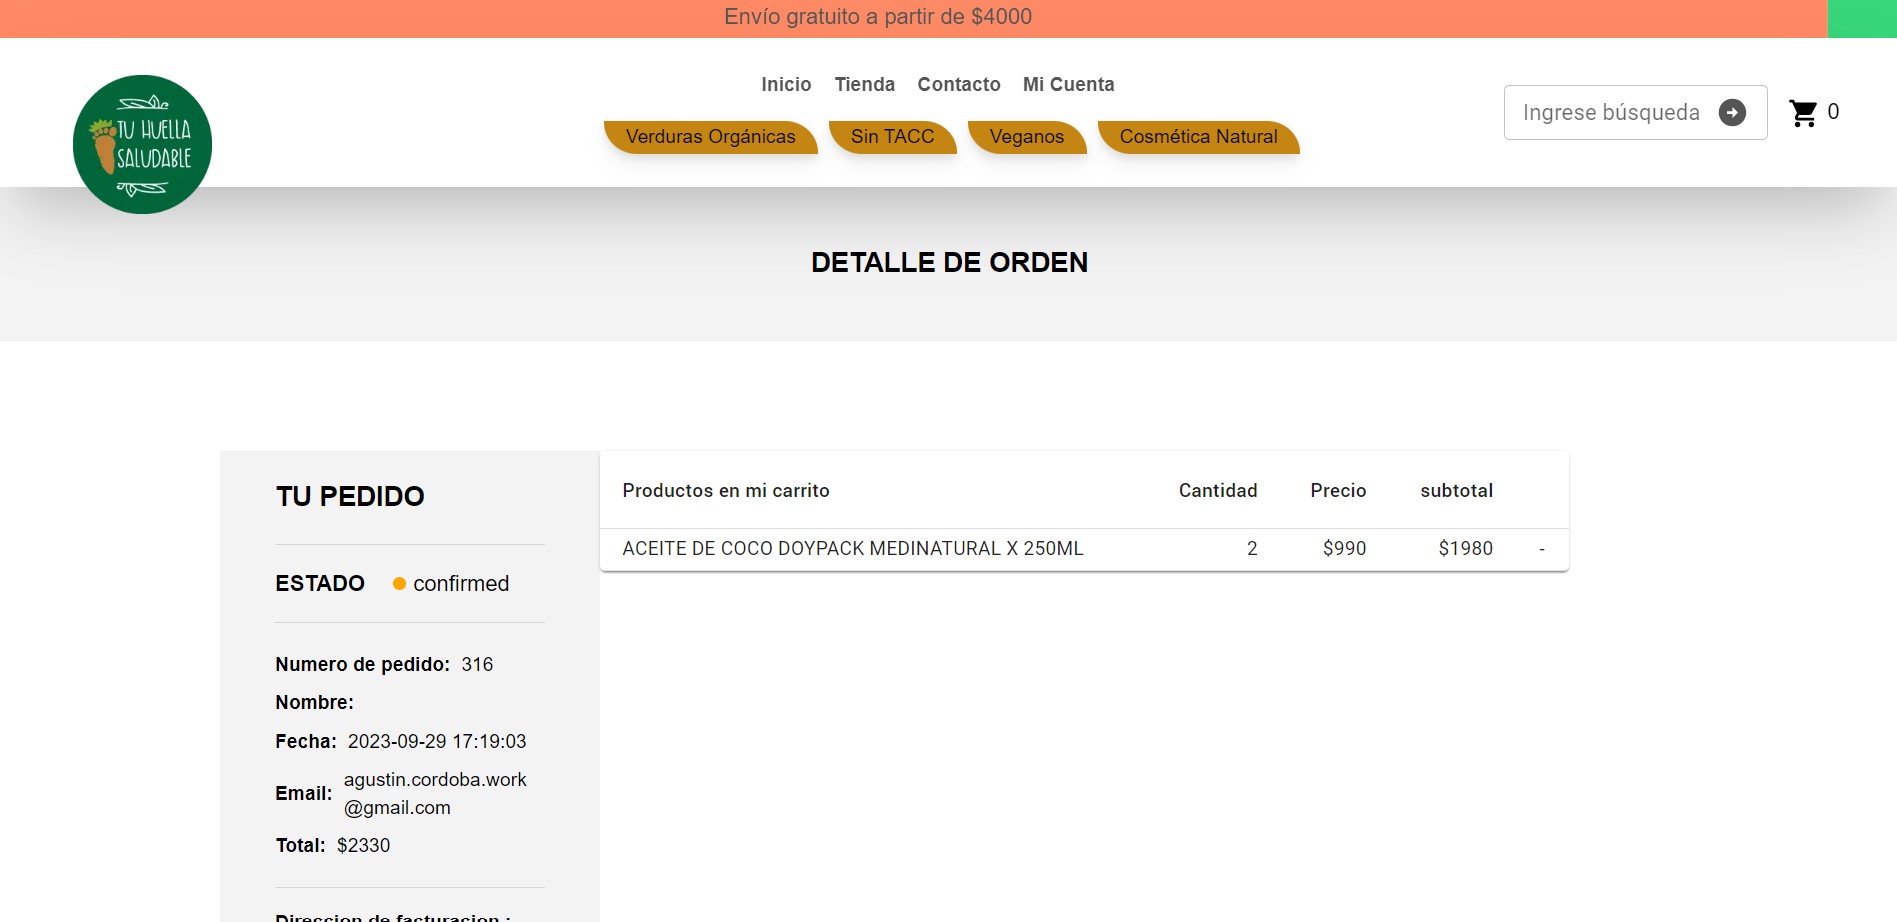 Envío gratuito a partir de $4000
TU HUELLA
SALUDABLE
Inicio Tienda Contacto Mi Cuenta
Verduras Orgánicas Sin TACC Veganos Cosmética Natural
Ingrese búsqueda
0
DETALLE DE ORDEN
TU PEDIDO
ESTADO confirmed
Numero de pedido: 316
Nombre:
Fecha: 2023-09-29 17:19:03
Email: agustin.cordoba.work
@gmail.com
Total: $2330
Direccion de facturacion :
Productos en mi carrito Cantidad Precio subtotal
ACEITE DE COCO DOYPACK MEDINATURAL X 250ML 2 $990 $1980 -